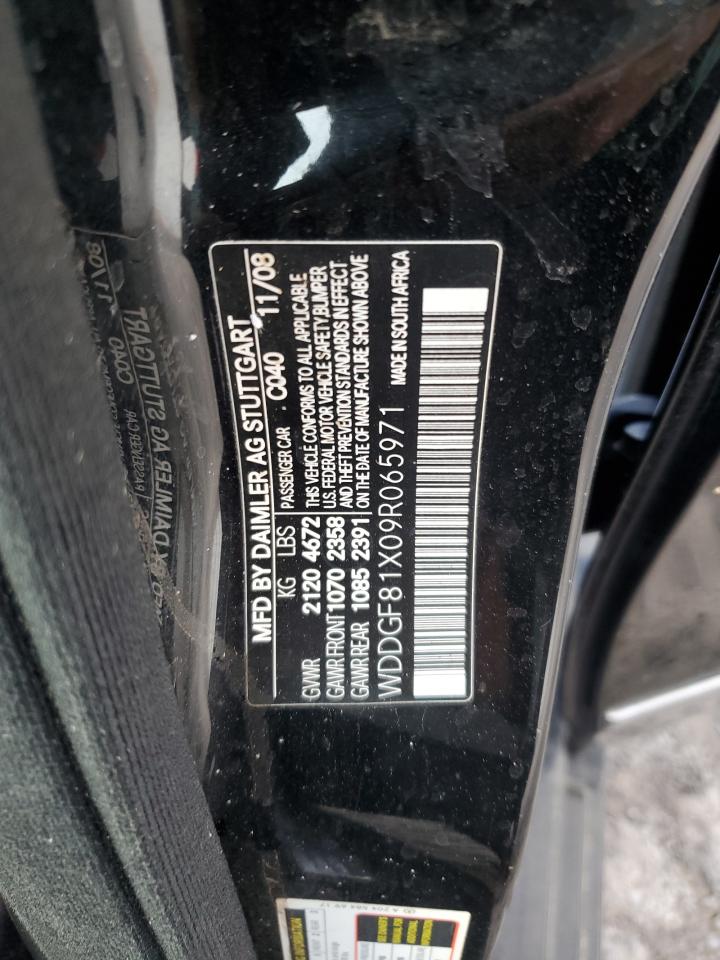 MFD BY DAIMLER AG STUTTGART
KG LBS PASSENGER CAR C040 11/08
GVWR 2120 4672 THIS VEHICLE CONFORMS TO ALL APPLICABLE
GAWR FRONT 1070 2358 U.S. FEDERAL MOTOR VEHICLE SAFETY,BUMPER
GAWR REAR 1085 2391 AND THEFT PREVENTION STANDARDS IN EFFECT
ON THE DATE OF MANUFACTURE SHOWN ABOVE
WDDGF81X09R065971 MADE IN SOUTH AFRICA
INFORMATION